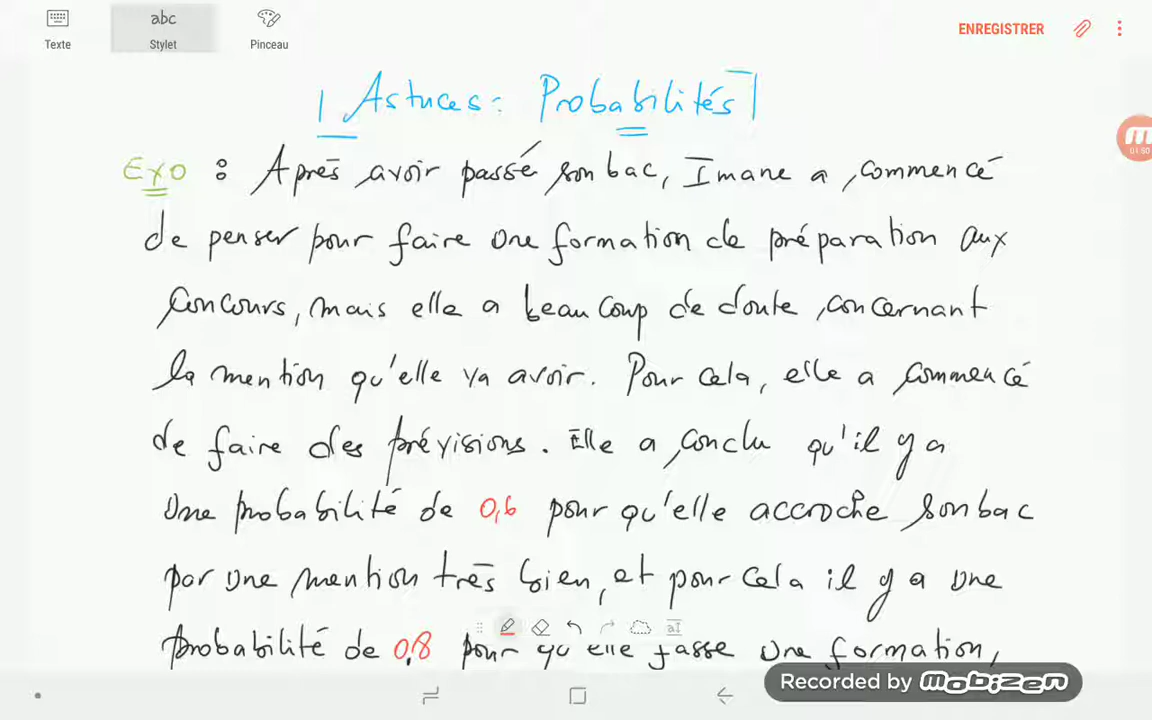 abc
Texte
Stylet
Pinceau
ENREGISTRER
Astuces : Probabilités
Exo : Après avoir passé son bac, Imane a commencé
de penser pour faire une formation de préparation aux
concours, mais elle a beaucoup de doute concernant
la mention qu'elle va avoir. Pour cela, elle a commencé
de faire des prévisions. Elle a conclu qu'il y a
une probabilité de 0,6 pour qu'elle accroche son bac
par une mention très bien, et pour cela il y a une
probabilité de 0,8 pour qu'elle fasse une formation,
Recorded by mobizen